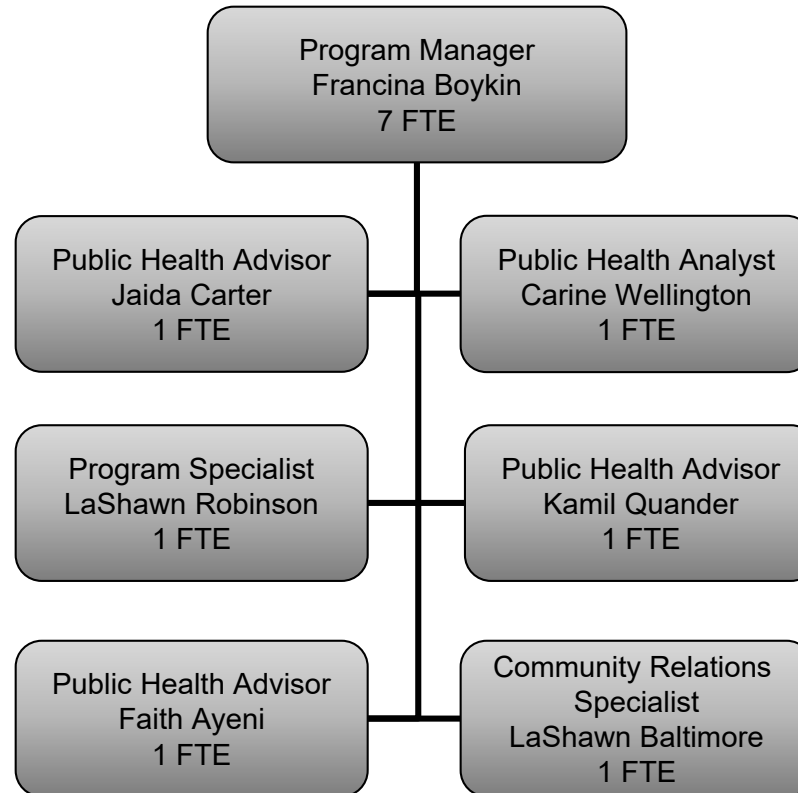 Program Manager
Francina Boykin
7 FTE
Public Health Advisor
Jaida Carter
1 FTE
Public Health Analyst
Carine Wellington
1 FTE
Program Specialist
LaShawn Robinson
1 FTE
Public Health Advisor
Kamil Quander
1 FTE
Public Health Advisor
Faith Ayeni
1 FTE
Community Relations
Specialist
LaShawn Baltimore
1 FTE